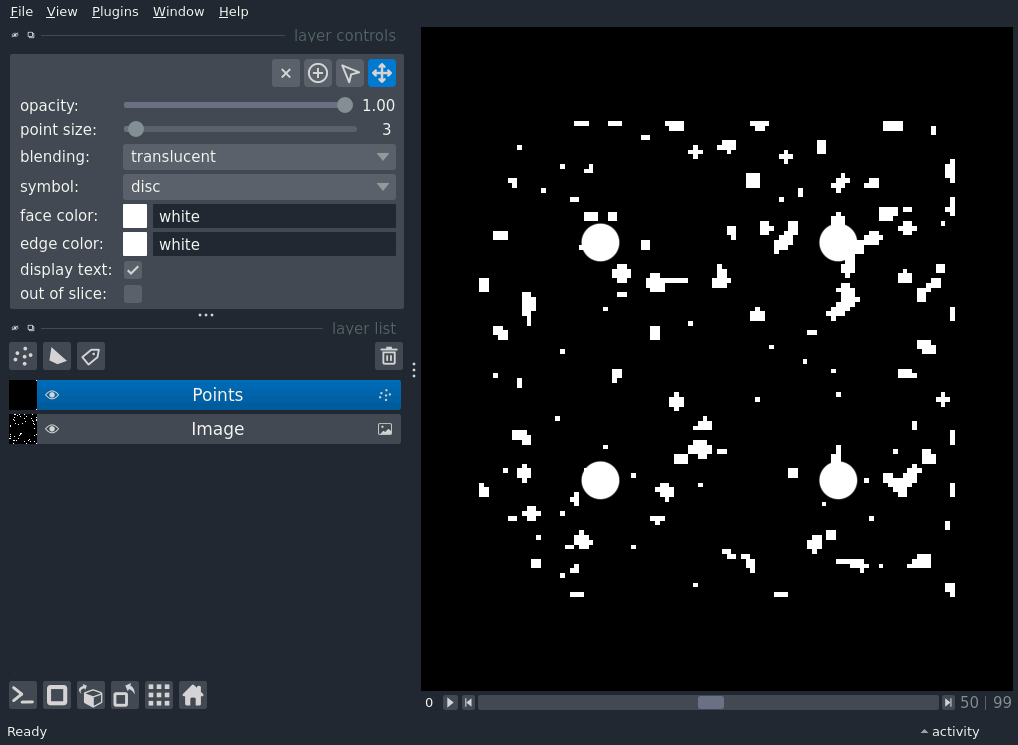 File View Plugins Window Help
layer controls
opacity: 1.00
point size: 3
blending: translucent
symbol: disc
face color: white
edge color: white
display text:
out of slice:
layer list
Points
Image
0 50 | 99
Ready activity